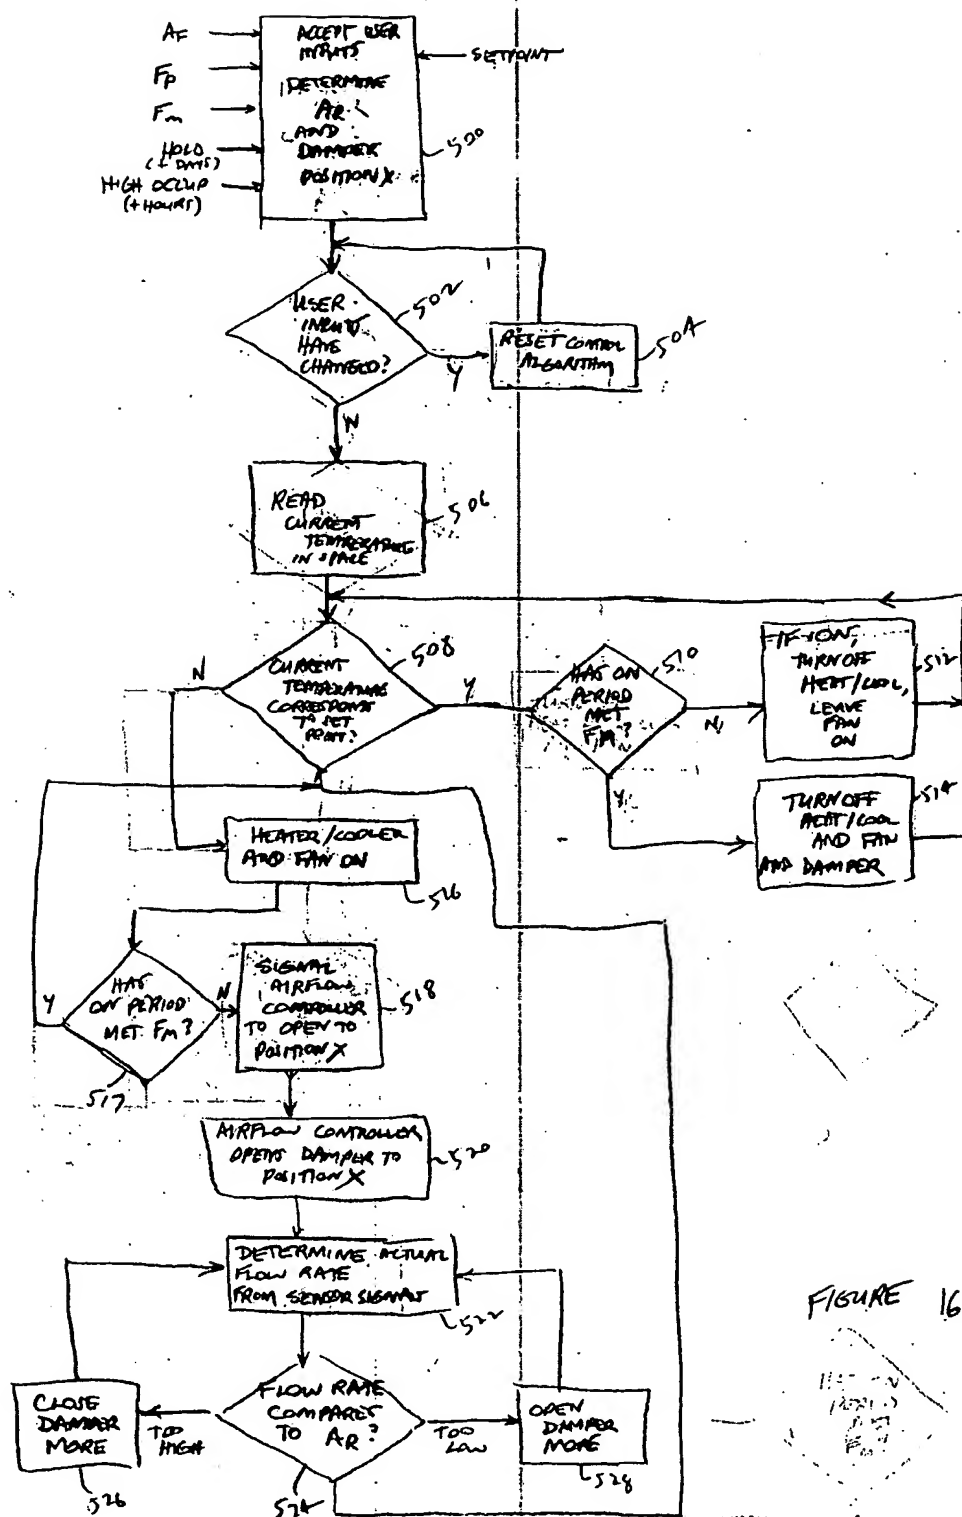 AF
FP
Fm
HOLD
(+ DAYS)
HIGH OCCUP
(+ HOURS)
ACCEPT USER
INPUTS
DETERMINE
AR
AND
DAMPER
POSITION X
SETPOINT
500
USER
INPUTS
HAVE
CHANGED?
502
Y
RESET CONTROL
ALGORITHM
504
N
READ
CURRENT
TEMPERATURE
IN SPACE
506
N
CURRENT
TEMPERATURE
CORRESPOND
TO SET
POINT?
508
Y
HAS ON
PERIOD
MET
FM?
510
N
IF ON,
TURN OFF
HEAT/COOL,
LEAVE
FAN
ON
512
Y
TURN OFF
HEAT/COOL
AND FAN
AND DAMPER
514
HEATER/COOLER
AND FAN ON
516
Y
HAS
ON PERIOD
MET FM?
517
N
SIGNAL
AIRFLOW
CONTROLLER
TO OPEN TO
POSITION X
518
AIRFLOW CONTROLLER
OPENS DAMPER TO
POSITION X
520
DETERMINE ACTUAL
FLOW RATE
FROM SENSOR SIGNALS
522
FIGURE 16
CLOSE
DAMPER
MORE
526
TOO
HIGH
FLOW RATE
COMPARES
TO AR?
524
TOO
LOW
OPEN
DAMPER
MORE
528